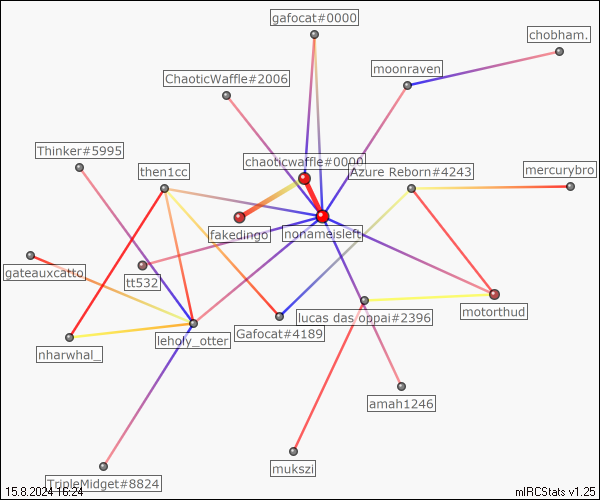 gafocat#0000
chobham.
moonraven
ChaoticWaffle#2006
Thinker#5995
chaoticwaffle#0000
then1cc
Azure Reborn#4243
mercurybro
fakedingo
nonameisleft
gateauxcatto
tt532
lucas das oppai#2396
motorthud
Gafocat#4189
leholy_otter
nharwhal_
amah1246
mukszi
TripleMidget#8824
15.8.2024 16:24
mIRCStats v1.25